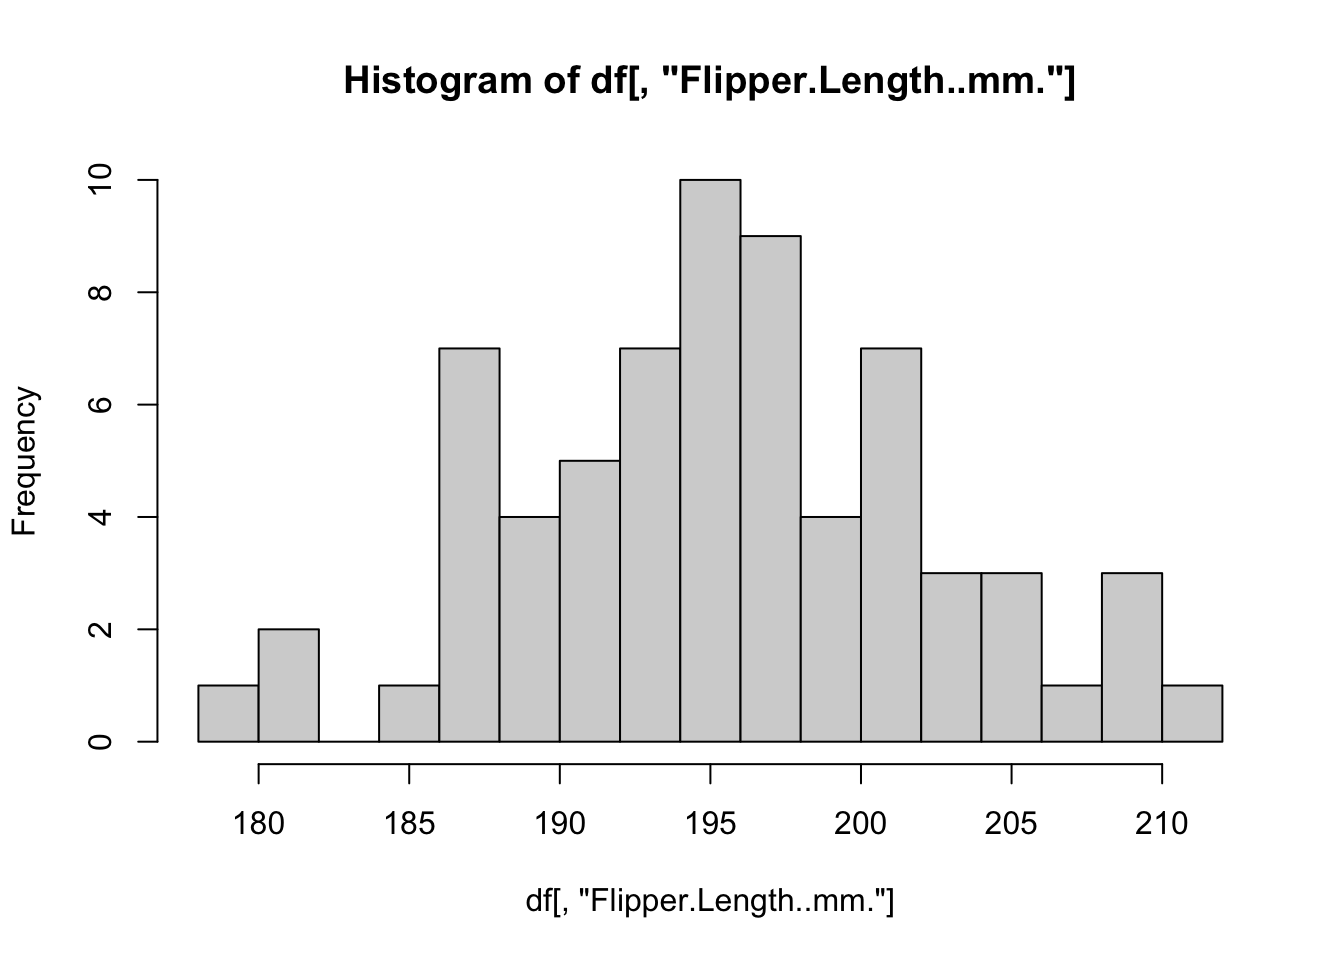 Histogram of df[, "Flipper.Length..mm."]
Frequency
10
8
6
4
2
0
180 185 190 195 200 205 210
df[, "Flipper.Length..mm."]